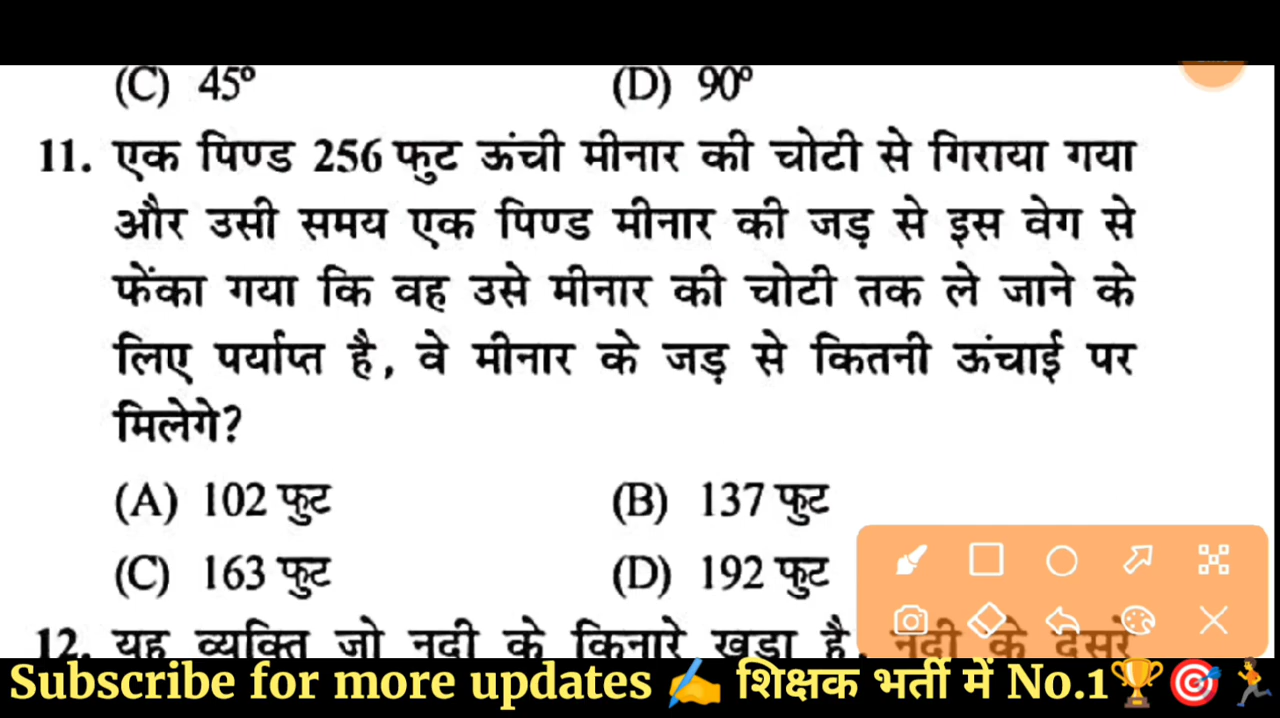 (C) 45° (D) 90°
11. एक पिण्ड 256 फुट ऊंची मीनार की चोटी से गिराया गया
और उसी समय एक पिण्ड मीनार की जड़ से इस वेग से
फेंका गया कि वह उसे मीनार की चोटी तक ले जाने के
लिए पर्याप्त है, वे मीनार के जड़ से कितनी ऊंचाई पर
मिलेगे?
(A) 102 फुट (B) 137 फुट
(C) 163 फुट (D) 192 फुट
12. यह व्यक्ति जो नदी के किनारे खड़ा है, नदी के दूसरे
Subscribe for more updates ✍️ शिक्षक भर्ती में No.1🏆🎯🏃